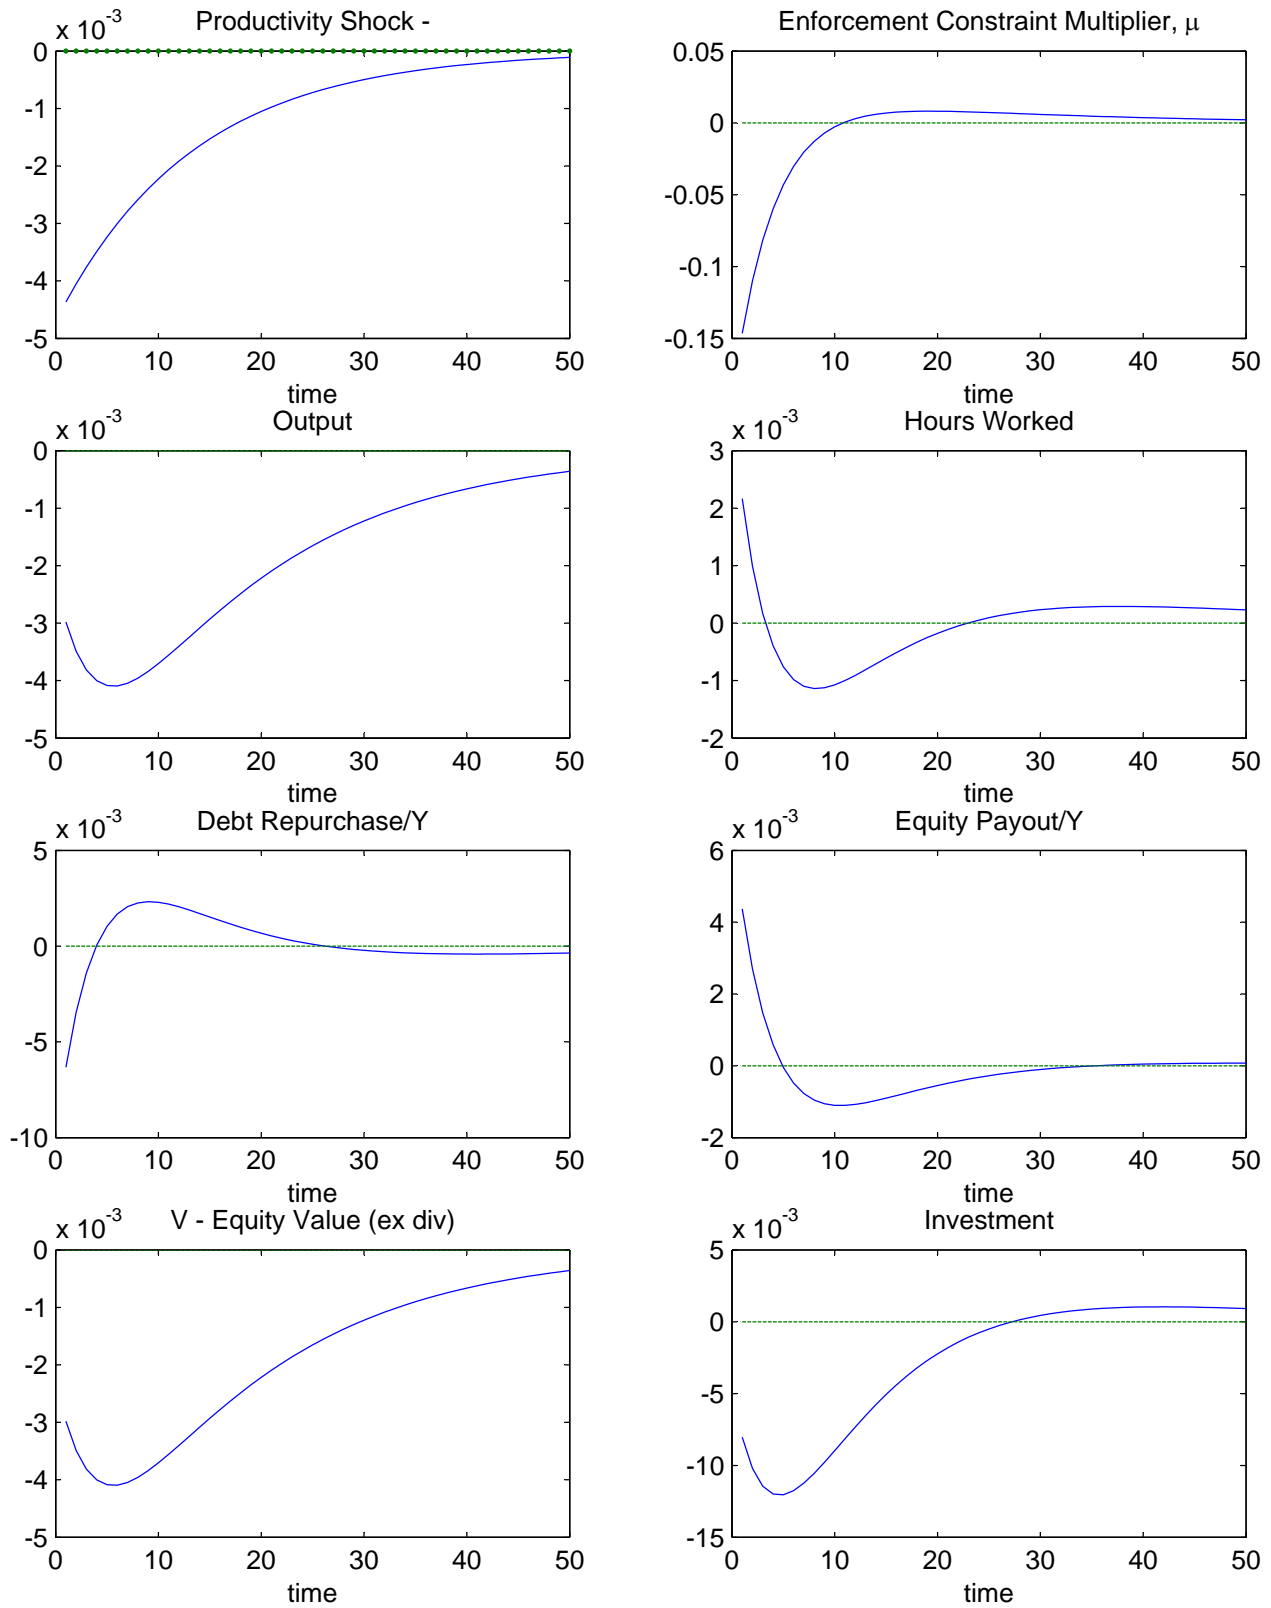 Productivity Shock -
x 10-3
0
-1
-2
-3
-4
-5
0 10 20 30 40 50
time
Enforcement Constraint Multiplier, μ
0.05
0
-0.05
-0.1
-0.15
0 10 20 30 40 50
time
Output
x 10-3
0
-1
-2
-3
-4
-5
0 10 20 30 40 50
time
Hours Worked
x 10-3
3
2
1
0
-1
-2
0 10 20 30 40 50
time
Debt Repurchase/Y
x 10-3
5
0
-5
-10
0 10 20 30 40 50
time
Equity Payout/Y
x 10-3
6
4
2
0
-2
0 10 20 30 40 50
time
V - Equity Value (ex div)
x 10-3
0
-1
-2
-3
-4
-5
0 10 20 30 40 50
time
Investment
x 10-3
5
0
-5
-10
-15
0 10 20 30 40 50
time